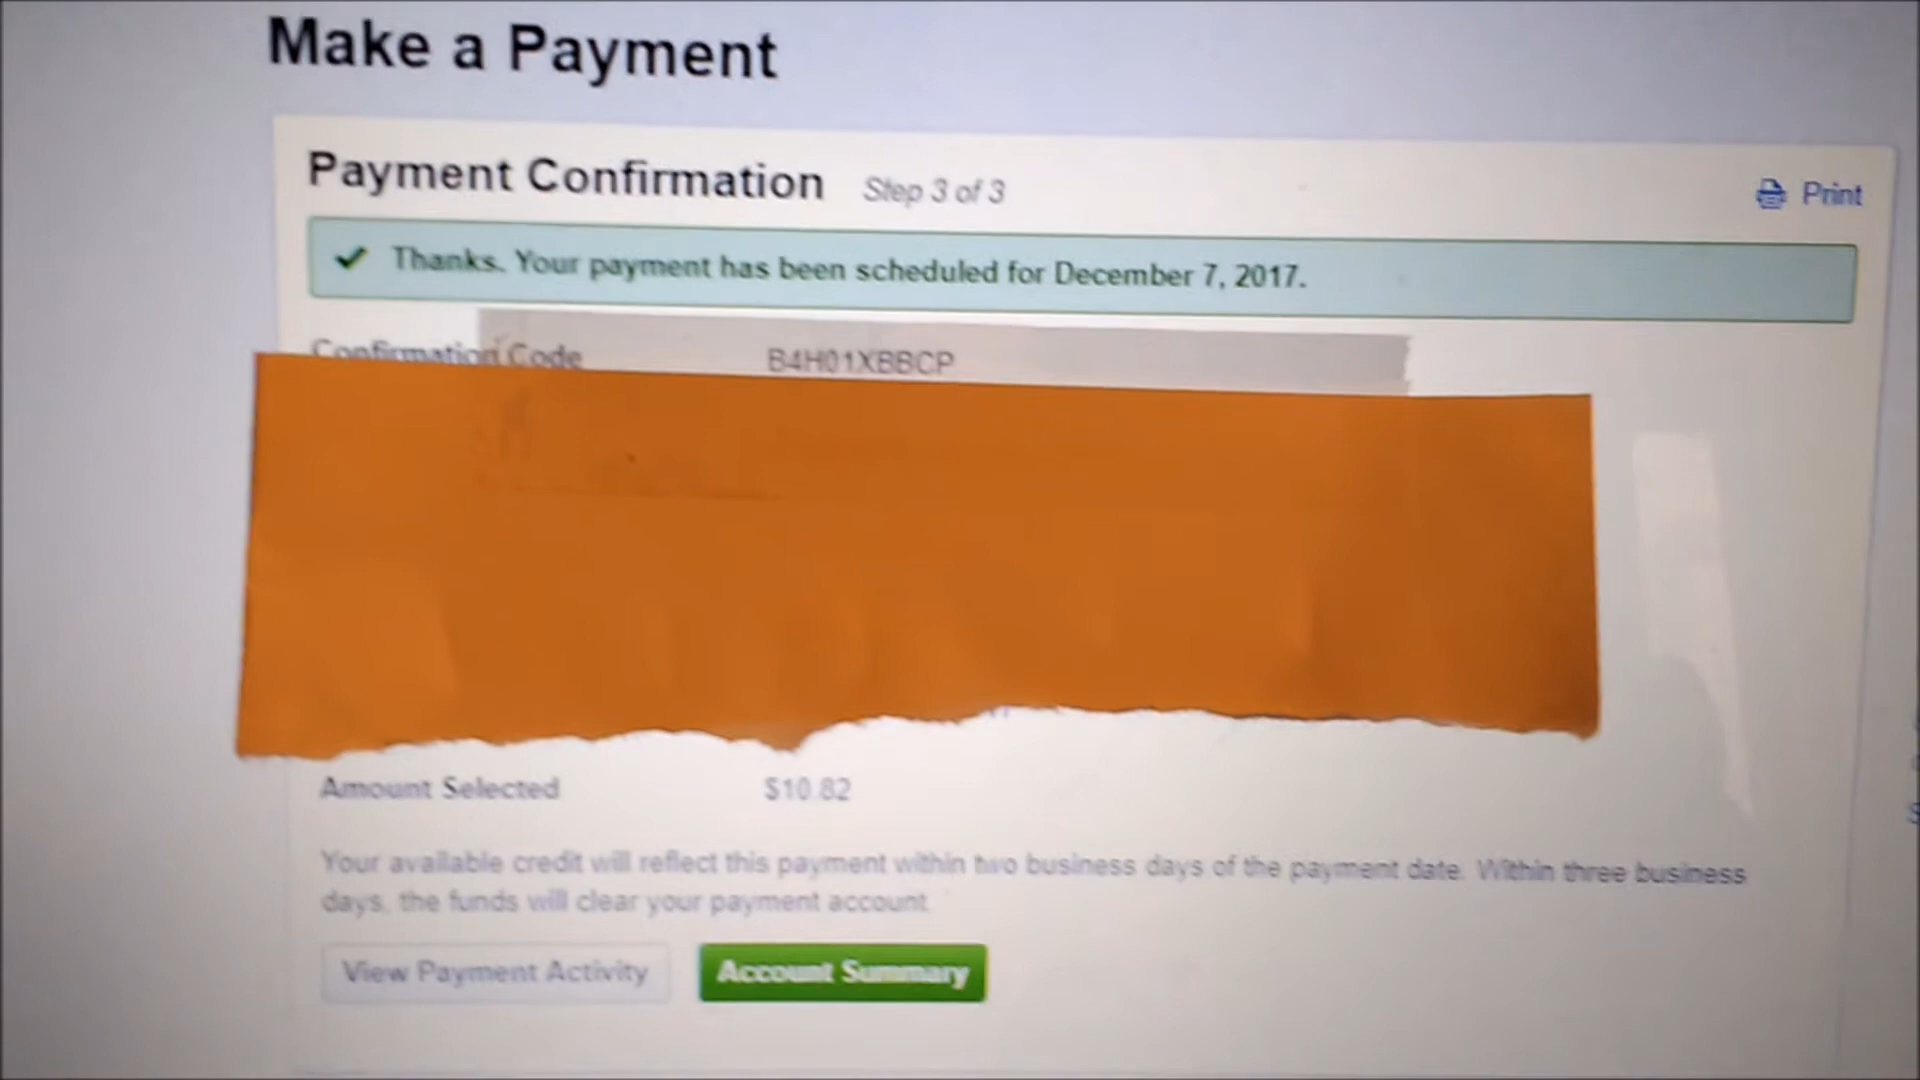 Make a Payment
Payment Confirmation Step 3 of 3
Print
Thanks. Your payment has been scheduled for December 7, 2017.
Confirmation Code B4H01XBBCP
Amount Selected $10.82
Your available credit will reflect this payment within two business days of the payment date. Within three business
days, the funds will clear your payment account.
View Payment Activity Account Summary